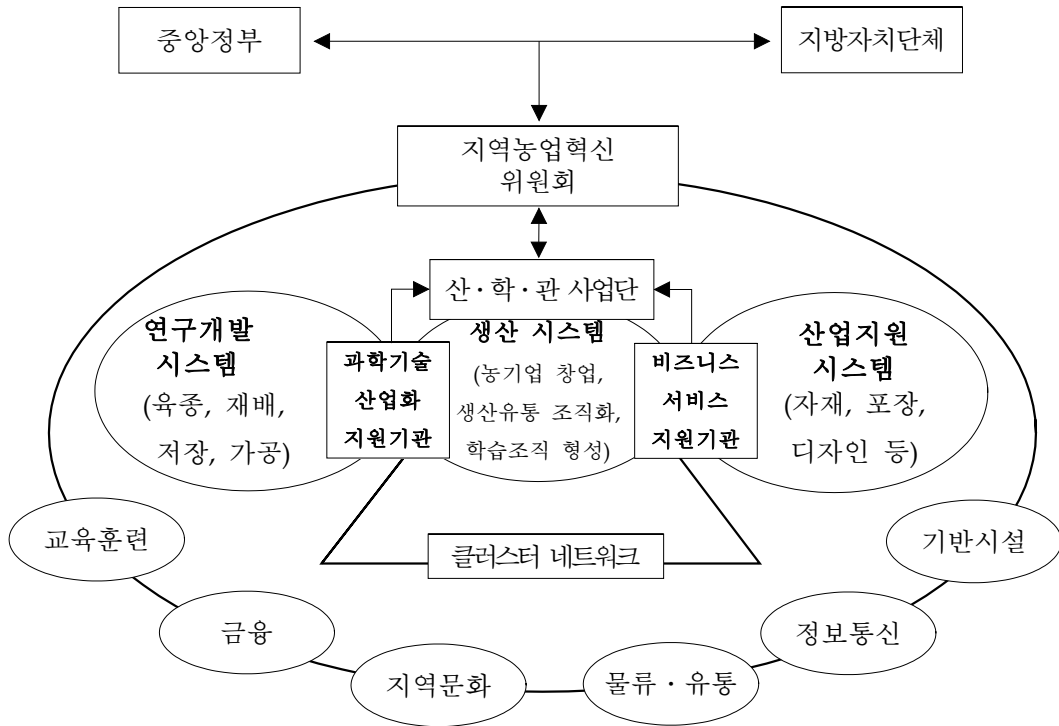 중앙정부
지방자치단체
지역농업혁신
위원회
산·학·관 사업단
연구개발
시스템
(육종, 재배,
저장, 가공)
과학기술
산업화
지원기관
생산 시스템
(농기업 창업,
생산유통 조직화,
학습조직 형성)
비즈니스
서비스
지원기관
산업지원
시스템
(자재, 포장,
디자인 등)
클러스터 네트워크
교육훈련
금융
지역문화
물류·유통
정보통신
기반시설